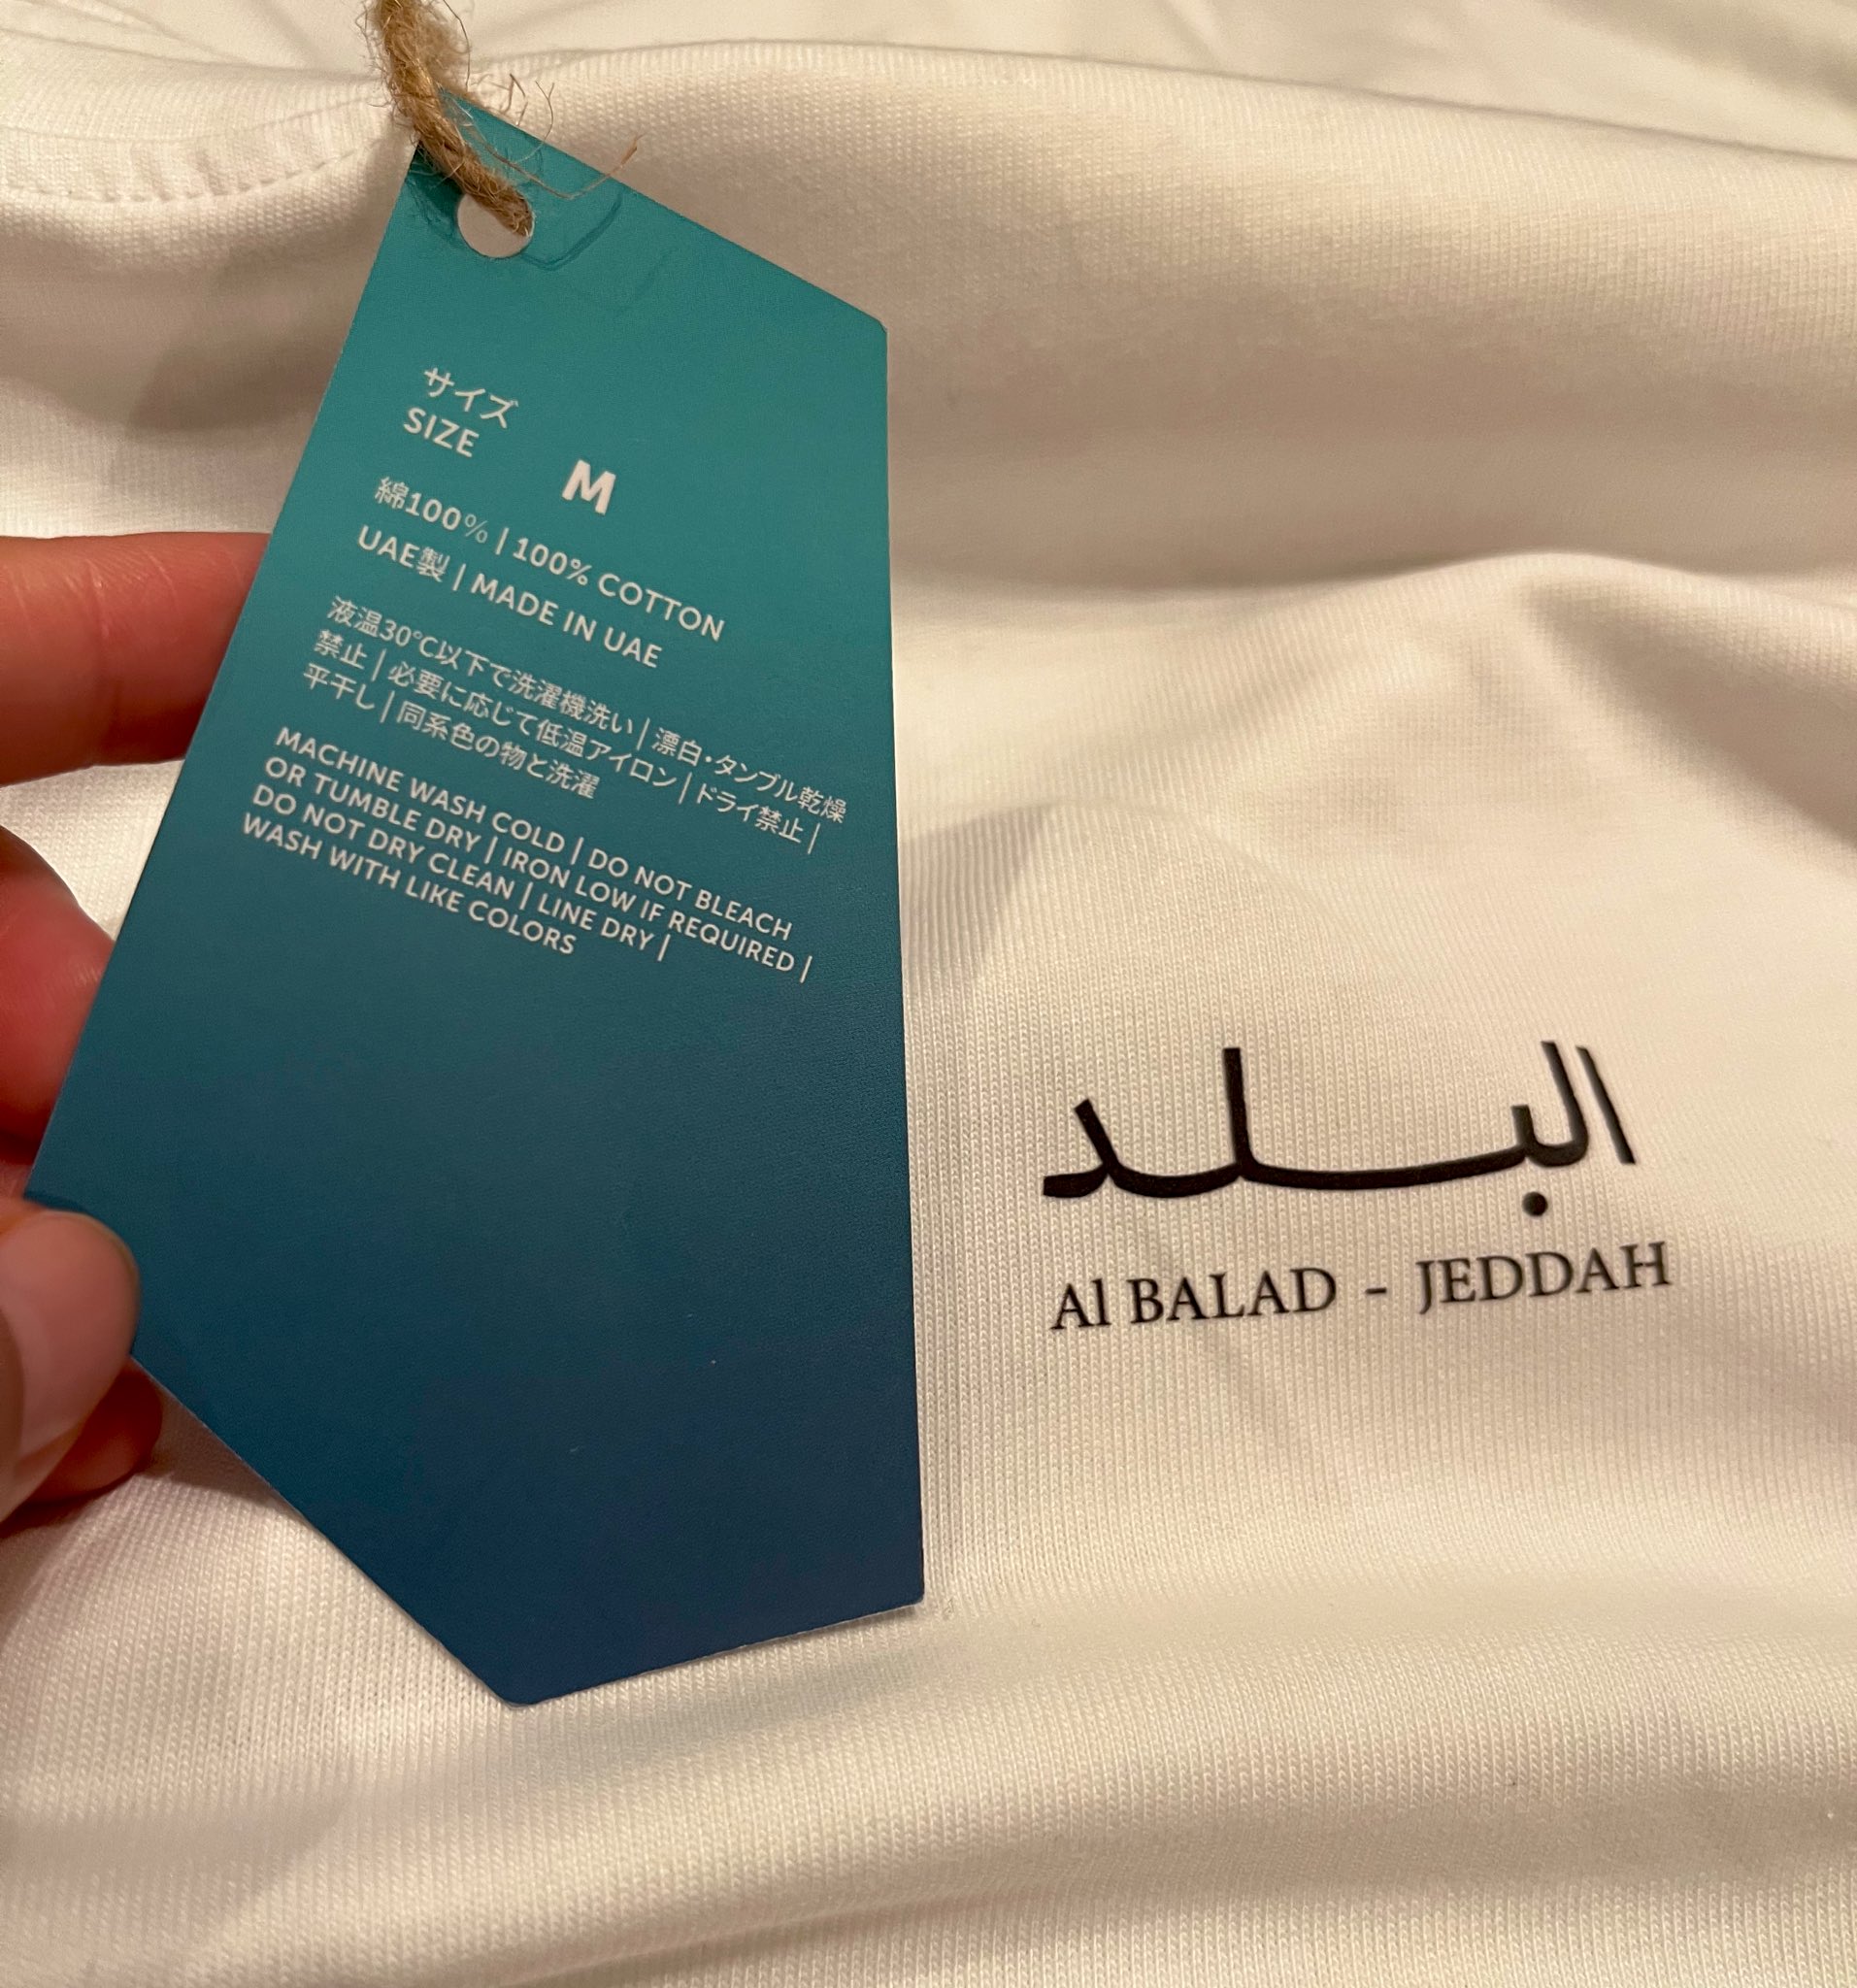 サイズ
SIZE
M
綿100% | 100% COTTON
UAE製 | MADE IN UAE
液温30℃以下で洗濯機洗い | 漂白・タンブル乾燥
禁止 | 必要に応じて低温アイロン | ドライ禁止 |
平干し | 同系色の物と洗濯
MACHINE WASH COLD | DO NOT BLEACH
OR TUMBLE DRY | IRON LOW IF REQUIRED |
DO NOT DRY CLEAN | LINE DRY |
WASH WITH LIKE COLORS
البلد
Al BALAD - JEDDAH